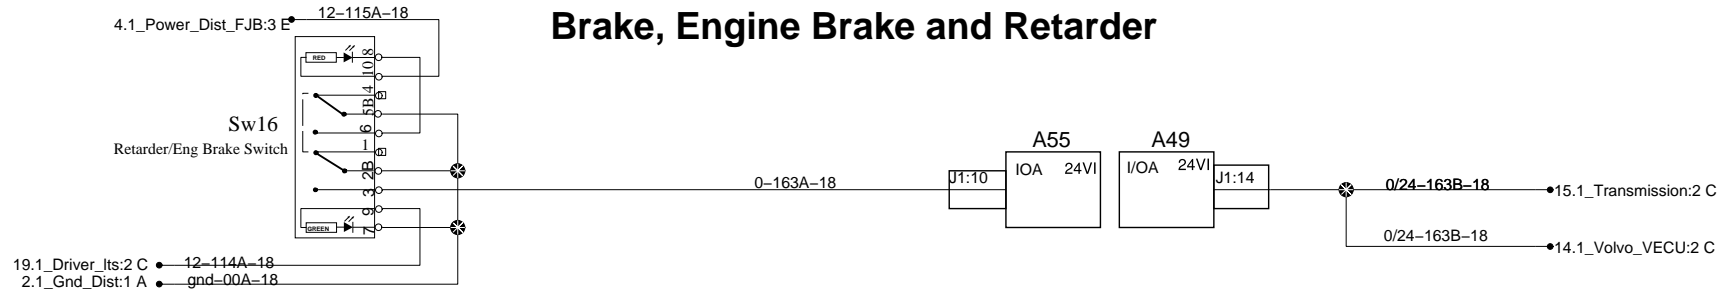 Brake, Engine Brake and Retarder
4.1_Power_Dist_FJB:3 E
12–115A–18
RED
8
10
4
5B
6
1
2B
3
9
7
GREEN
Sw16
Retarder/Eng Brake Switch
0–163A–18
A55
IOA 24VI
J1:10
A49
I/OA 24VI
J1:14
0/24–163B–18
15.1_Transmission:2 C
0/24–163B–18
14.1_Volvo_VECU:2 C
19.1_Driver_lts:2 C
12–114A–18
2.1_Gnd_Dist:1 A
gnd–00A–18